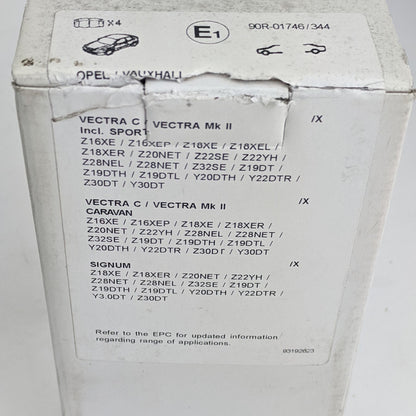 x4
E1
90R-01746/344
OPEL / VAUXHALL
VECTRA C / VECTRA Mk II /X
Incl. SPORT
Z16XE / Z16XEP / Z18XE / Z18XEL /
Z18XER / Z20NET / Z22SE / Z22YH /
Z28NEL / Z28NET / Z32SE / Z19DT /
Z19DTH / Z19DTL / Y20DTH / Y22DTR /
Z30DT / Y30DT
VECTRA C / VECTRA Mk II /X
CARAVAN
Z16XE / Z16XEP / Z18XE / Z18XER /
Z20NET / Z22YH / Z28NEL / Z28NET /
Z32SE / Z19DT / Z19DTH / Z19DTL /
Y20DTH / Y22DTR / Z30DT / Y30DT
SIGNUM /X
Z18XE / Z18XER / Z20NET / Z22YH /
Z28NET / Z28NEL / Z32SE / Z19DT /
Z19DTH / Z19DTL / Y20DTH / Y22DTR /
Y3.0DT / Z30DT
Refer to the EPC for updated information
regarding range of applications.
93192623